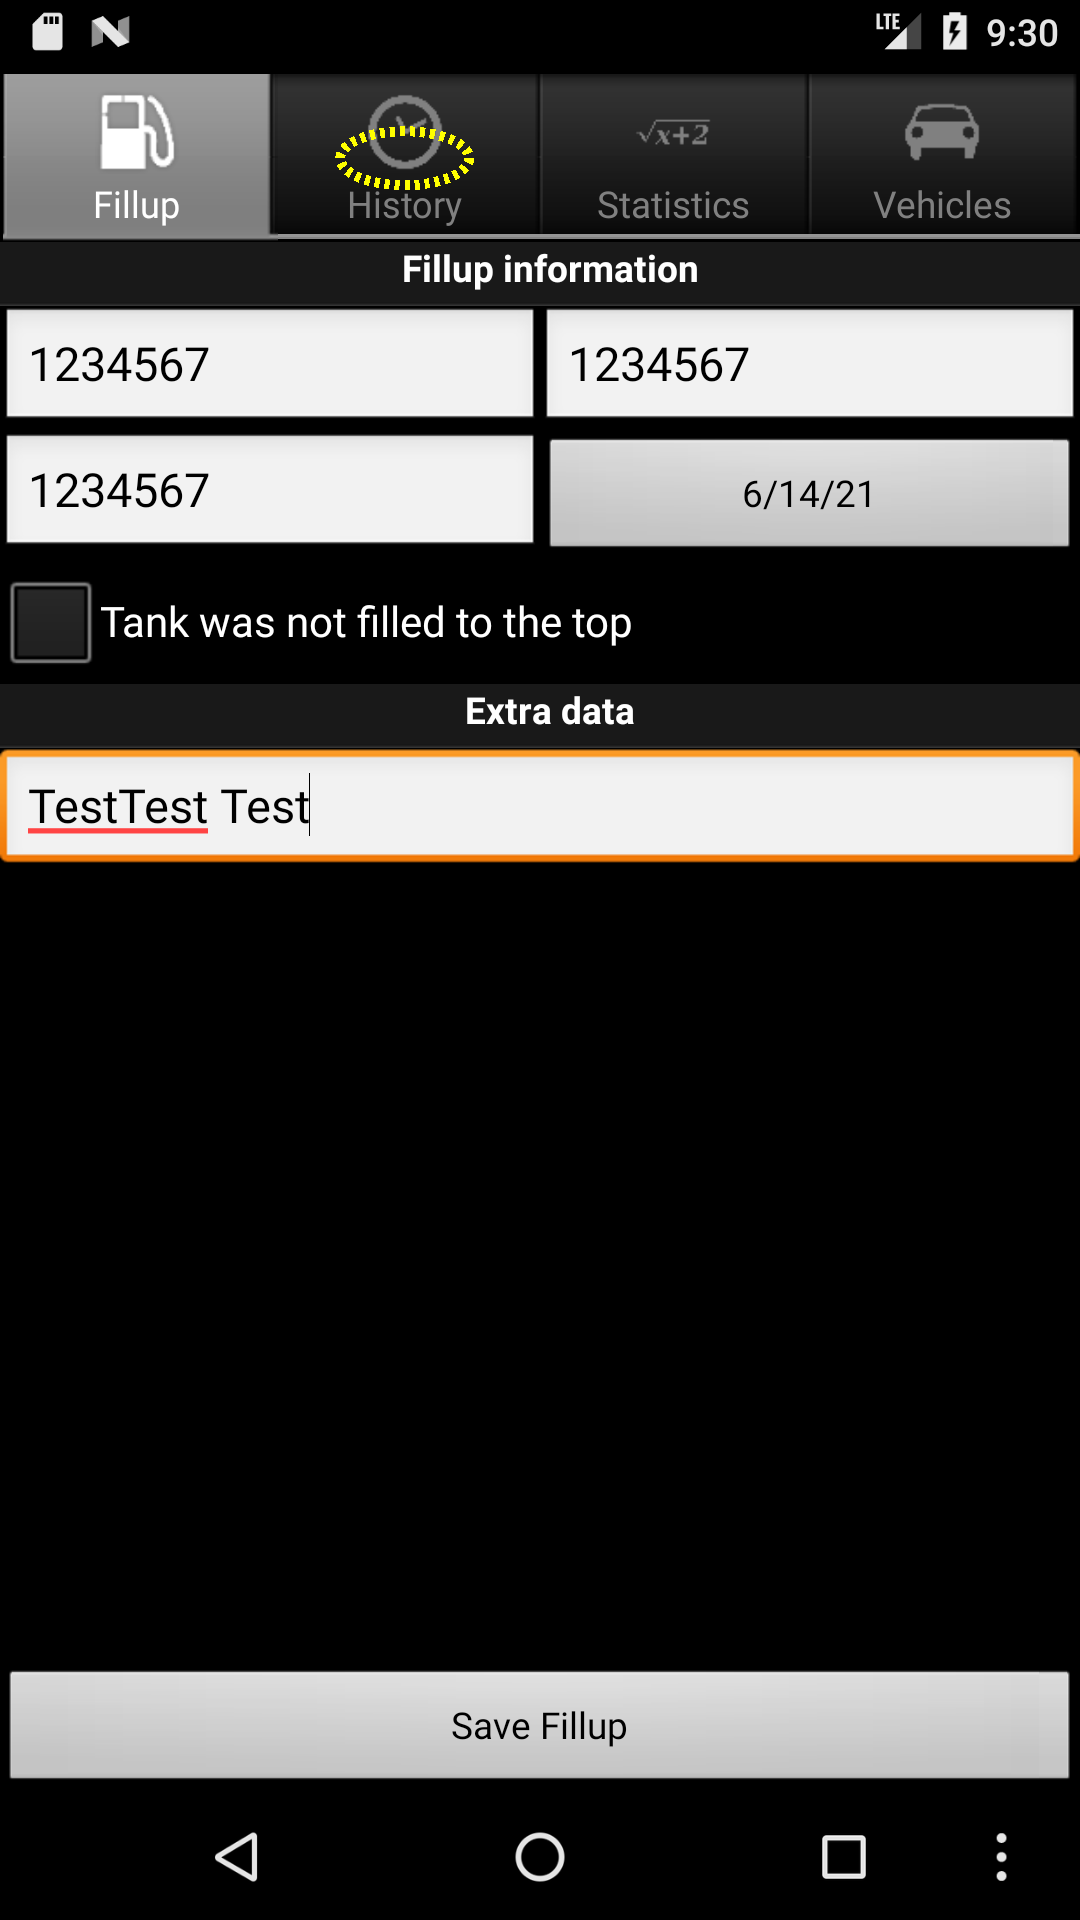 LTE 9:30
√x+2
Fillup History Statistics Vehicles
Fillup information
1234567 1234567
1234567 6/14/21
Tank was not filled to the top
Extra data
TestTest Test
Save Fillup